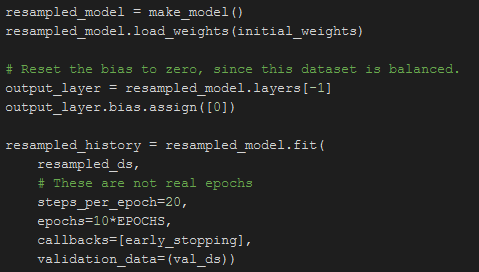 resampled_model = make_model()
resampled_model.load_weights(initial_weights)
# Reset the bias to zero, since this dataset is balanced.
output_layer = resampled_model.layers[-1]
output_layer.bias.assign([0])
resampled_history = resampled_model.fit(
    resampled_ds,
    # These are not real epochs
    steps_per_epoch=20,
    epochs=10*EPOCHS,
    callbacks=[early_stopping],
    validation_data=(val_ds))